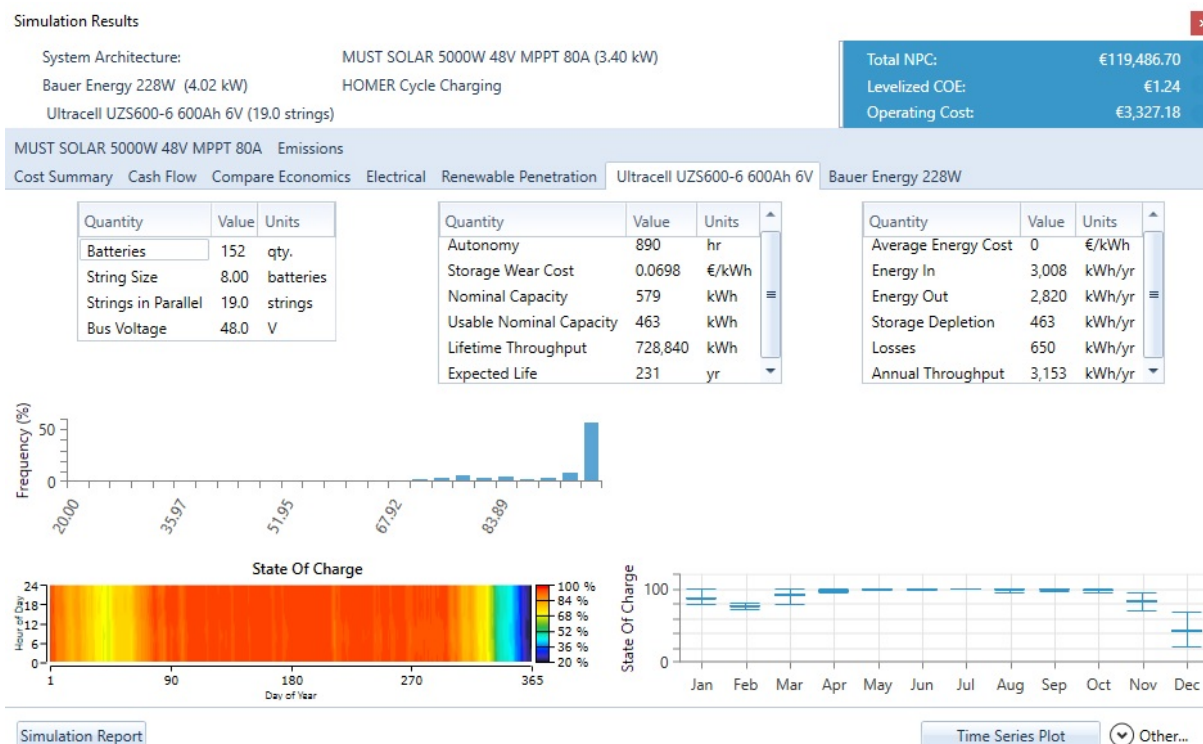 Simulation Results
System Architecture:
MUST SOLAR 5000W 48V MPPT 80A (3.40 kW)
Bauer Energy 228W (4.02 kW)
HOMER Cycle Charging
Ultracell UZS600-6 600Ah 6V (19.0 strings)
Total NPC: €119,486.70
Levelized COE: €1.24
Operating Cost: €3,327.18
MUST SOLAR 5000W 48V MPPT 80A Emissions
Cost Summary Cash Flow Compare Economics Electrical Renewable Penetration Ultracell UZS600-6 600Ah 6V Bauer Energy 228W
Quantity Value Units
Batteries 152 qty.
String Size 8.00 batteries
Strings in Parallel 19.0 strings
Bus Voltage 48.0 V
Quantity Value Units
Autonomy 890 hr
Storage Wear Cost 0.0698 €/kWh
Nominal Capacity 579 kWh
Usable Nominal Capacity 463 kWh
Lifetime Throughput 728,840 kWh
Expected Life 231 yr
Quantity Value Units
Average Energy Cost 0 €/kWh
Energy In 3,008 kWh/yr
Energy Out 2,820 kWh/yr
Storage Depletion 463 kWh/yr
Losses 650 kWh/yr
Annual Throughput 3,153 kWh/yr
Frequency (%)
50
0
20.00 35.97 51.95 67.92 83.89
State Of Charge
Hour of Day
24
18
12
6
0
1 90 180 270 365
Day of Year
100 %
84 %
68 %
52 %
36 %
20 %
State Of Charge
100
0
Jan Feb Mar Apr May Jun Jul Aug Sep Oct Nov Dec
Simulation Report
Time Series Plot
Other...